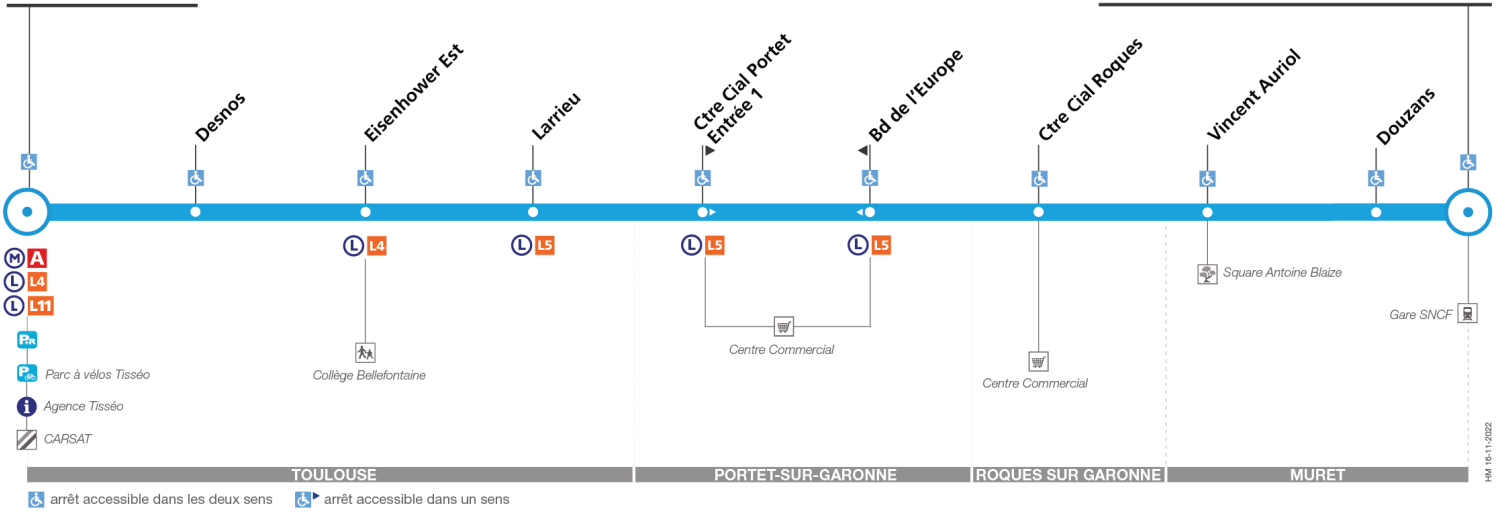 Desnos
Eisenhower Est
Larrieu
Ctre Cial Portet
Entrée 1
Bd de l'Europe
Ctre Cial Roques
Vincent Auriol
Douzans
M A
L L4
L L11
L L4
L L5
L L5
L L5
P+R
P
Parc à vélos Tisséo
i Agence Tisséo
CARSAT
Collège Bellefontaine
Centre Commercial
Centre Commercial
Square Antoine Blaize
Gare SNCF
TOULOUSE
PORTET-SUR-GARONNE
ROQUES SUR GARONNE
MURET
arrêt accessible dans les deux sens
arrêt accessible dans un sens
HM 16-11-2022